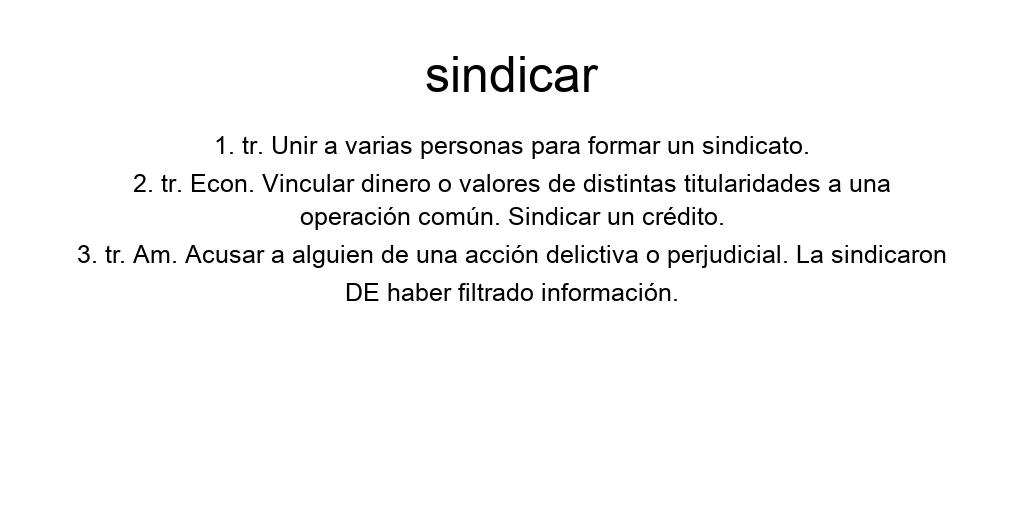 sindicar
1. tr. Unir a varias personas para formar un sindicato.
2. tr. Econ. Vincular dinero o valores de distintas titularidades a una
operación común. Sindicar un crédito.
3. tr. Am. Acusar a alguien de una acción delictiva o perjudicial. La sindicaron
DE haber filtrado información.